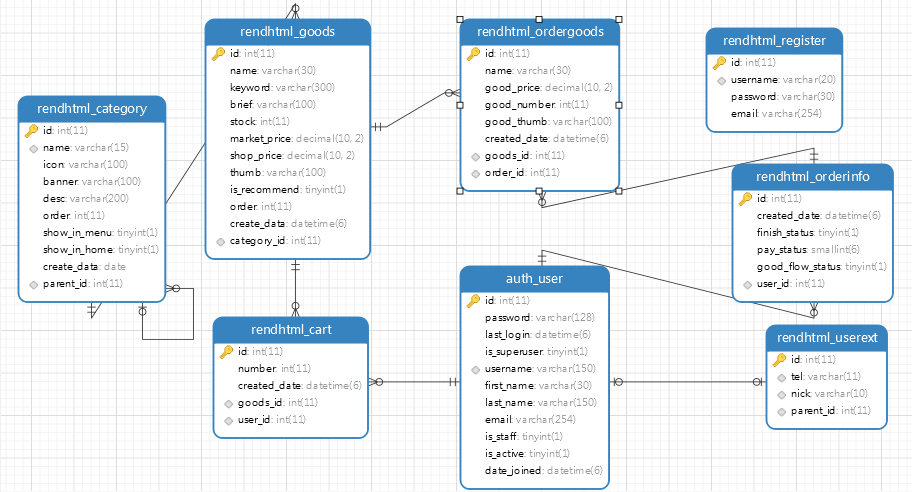 rendhtml_goods
id: int(11)
name: varchar(30)
keyword: varchar(300)
brief: varchar(100)
stock: int(11)
market_price: decimal(10, 2)
shop_price: decimal(10, 2)
thumb: varchar(100)
is_recommend: tinyint(1)
order: int(11)
create_data: datetime(6)
category_id: int(11)
rendhtml_ordergoods
id: int(11)
name: varchar(30)
good_price: decimal(10, 2)
good_number: int(11)
good_thumb: varchar(100)
created_date: datetime(6)
goods_id: int(11)
order_id: int(11)
rendhtml_register
id: int(11)
username: varchar(20)
password: varchar(30)
email: varchar(254)
rendhtml_category
id: int(11)
name: varchar(15)
icon: varchar(100)
banner: varchar(100)
desc: varchar(200)
order: int(11)
show_in_menu: tinyint(1)
show_in_home: tinyint(1)
create_data: date
parent_id: int(11)
rendhtml_orderinfo
id: int(11)
created_date: datetime(6)
finish_status: tinyint(1)
pay_status: smallint(6)
good_flow_status: tinyint(1)
user_id: int(11)
rendhtml_cart
id: int(11)
number: int(11)
created_date: datetime(6)
goods_id: int(11)
user_id: int(11)
auth_user
id: int(11)
password: varchar(128)
last_login: datetime(6)
is_superuser: tinyint(1)
username: varchar(150)
first_name: varchar(30)
last_name: varchar(150)
email: varchar(254)
is_staff: tinyint(1)
is_active: tinyint(1)
date_joined: datetime(6)
rendhtml_userext
id: int(11)
tel: varchar(11)
nick: varchar(10)
parent_id: int(11)